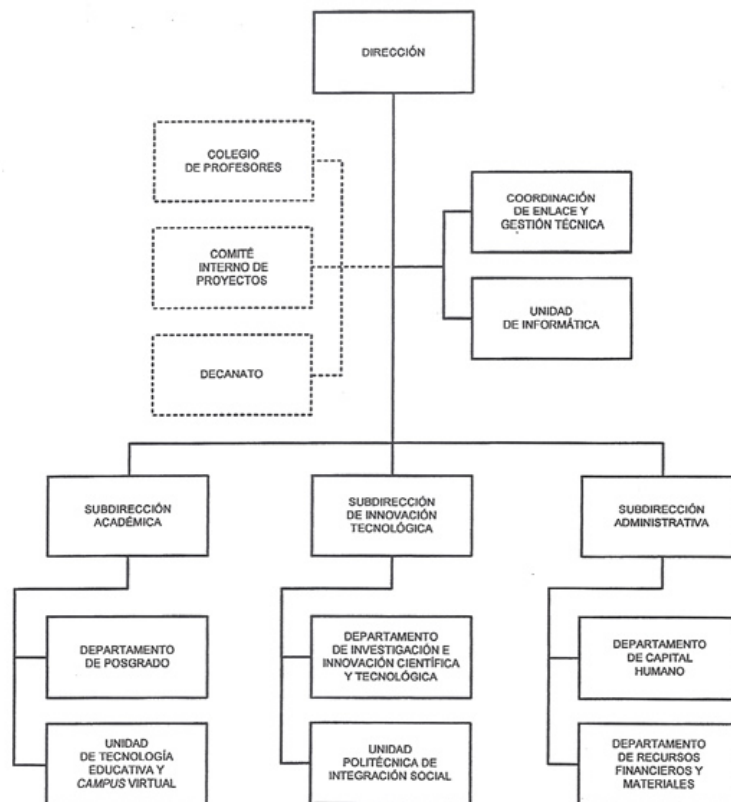 DIRECCIÓN
COLEGIO
DE PROFESORES
COORDINACIÓN
DE ENLACE Y
GESTIÓN TÉCNICA
COMITÉ
INTERNO DE
PROYECTOS
UNIDAD
DE INFORMÁTICA
DECANATO
SUBDIRECCIÓN
ACADÉMICA
SUBDIRECCIÓN
DE INNOVACIÓN
TECNOLÓGICA
SUBDIRECCIÓN
ADMINISTRATIVA
DEPARTAMENTO
DE POSGRADO
DEPARTAMENTO
DE INVESTIGACIÓN E
INNOVACIÓN CIENTÍFICA
Y TECNOLÓGICA
DEPARTAMENTO
DE CAPITAL
HUMANO
UNIDAD
DE TECNOLOGÍA
EDUCATIVA Y
CAMPUS VIRTUAL
UNIDAD
POLITÉCNICA DE
INTEGRACIÓN SOCIAL
DEPARTAMENTO
DE RECURSOS
FINANCIEROS Y
MATERIALES